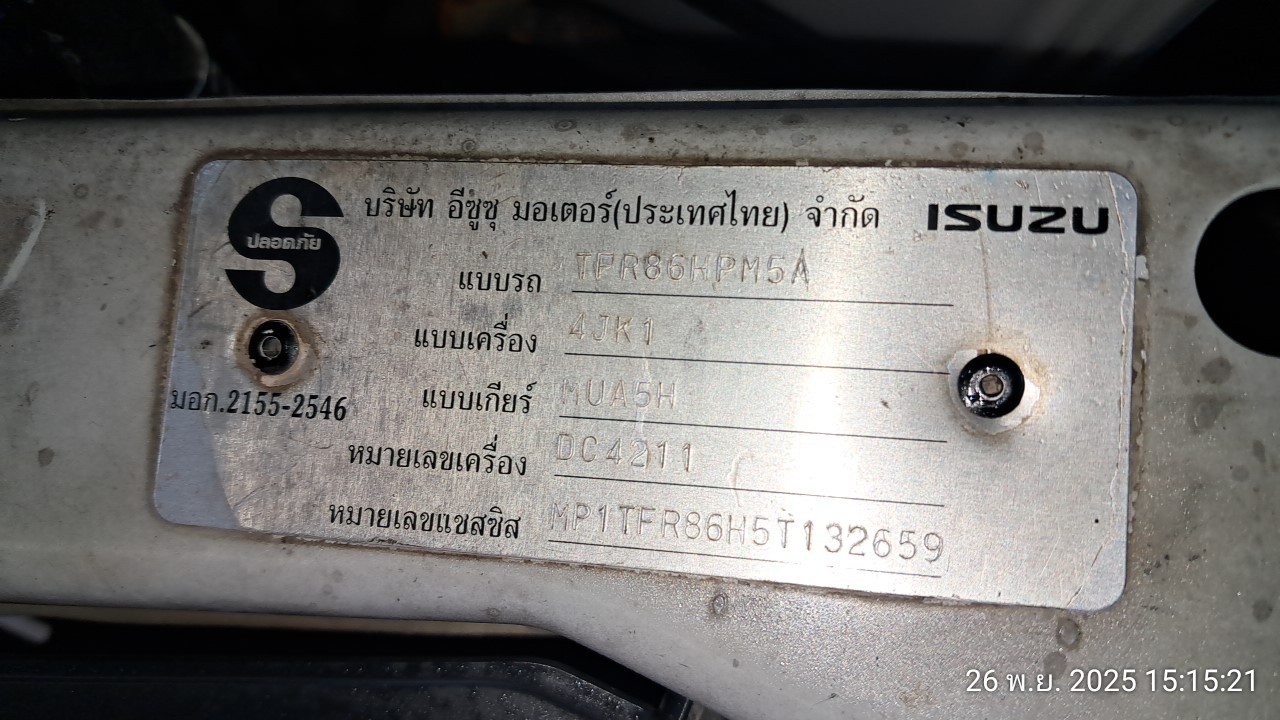 บริษัท อีซูซุ มอเตอร์(ประเทศไทย) จำกัด ISUZU
ปลอดภัย
แบบรถ TFR86HPM5A
แบบเครื่อง 4JK1
แบบเกียร์ MUA5H
มอก.2155-2546
หมายเลขเครื่อง DC4211
หมายเลขแชสซิส MP1TFR86H5T132659
26 พ.ย. 2025 15:15:21